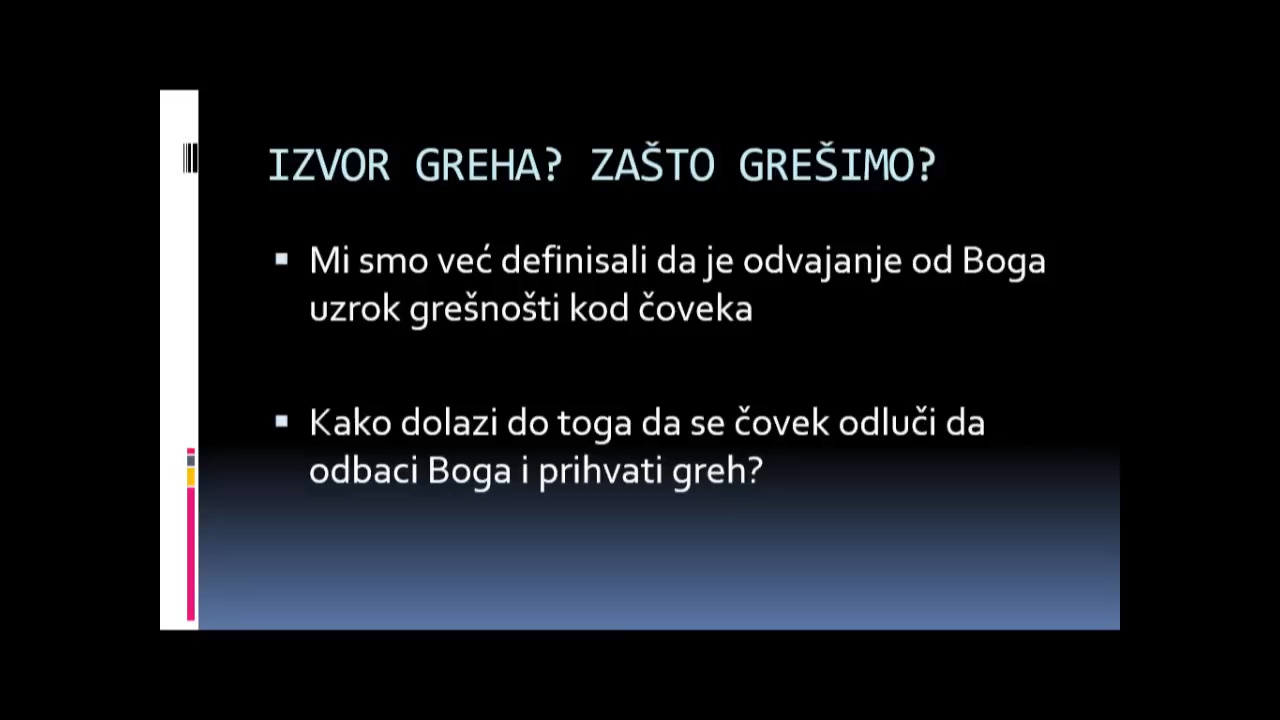 IZVOR GREHA? ZAŠTO GREŠIMO?
Mi smo već definisali da je odvajanje od Boga
uzrok grešnošti kod čoveka
Kako dolazi do toga da se čovek odluči da
odbaci Boga i prihvati greh?